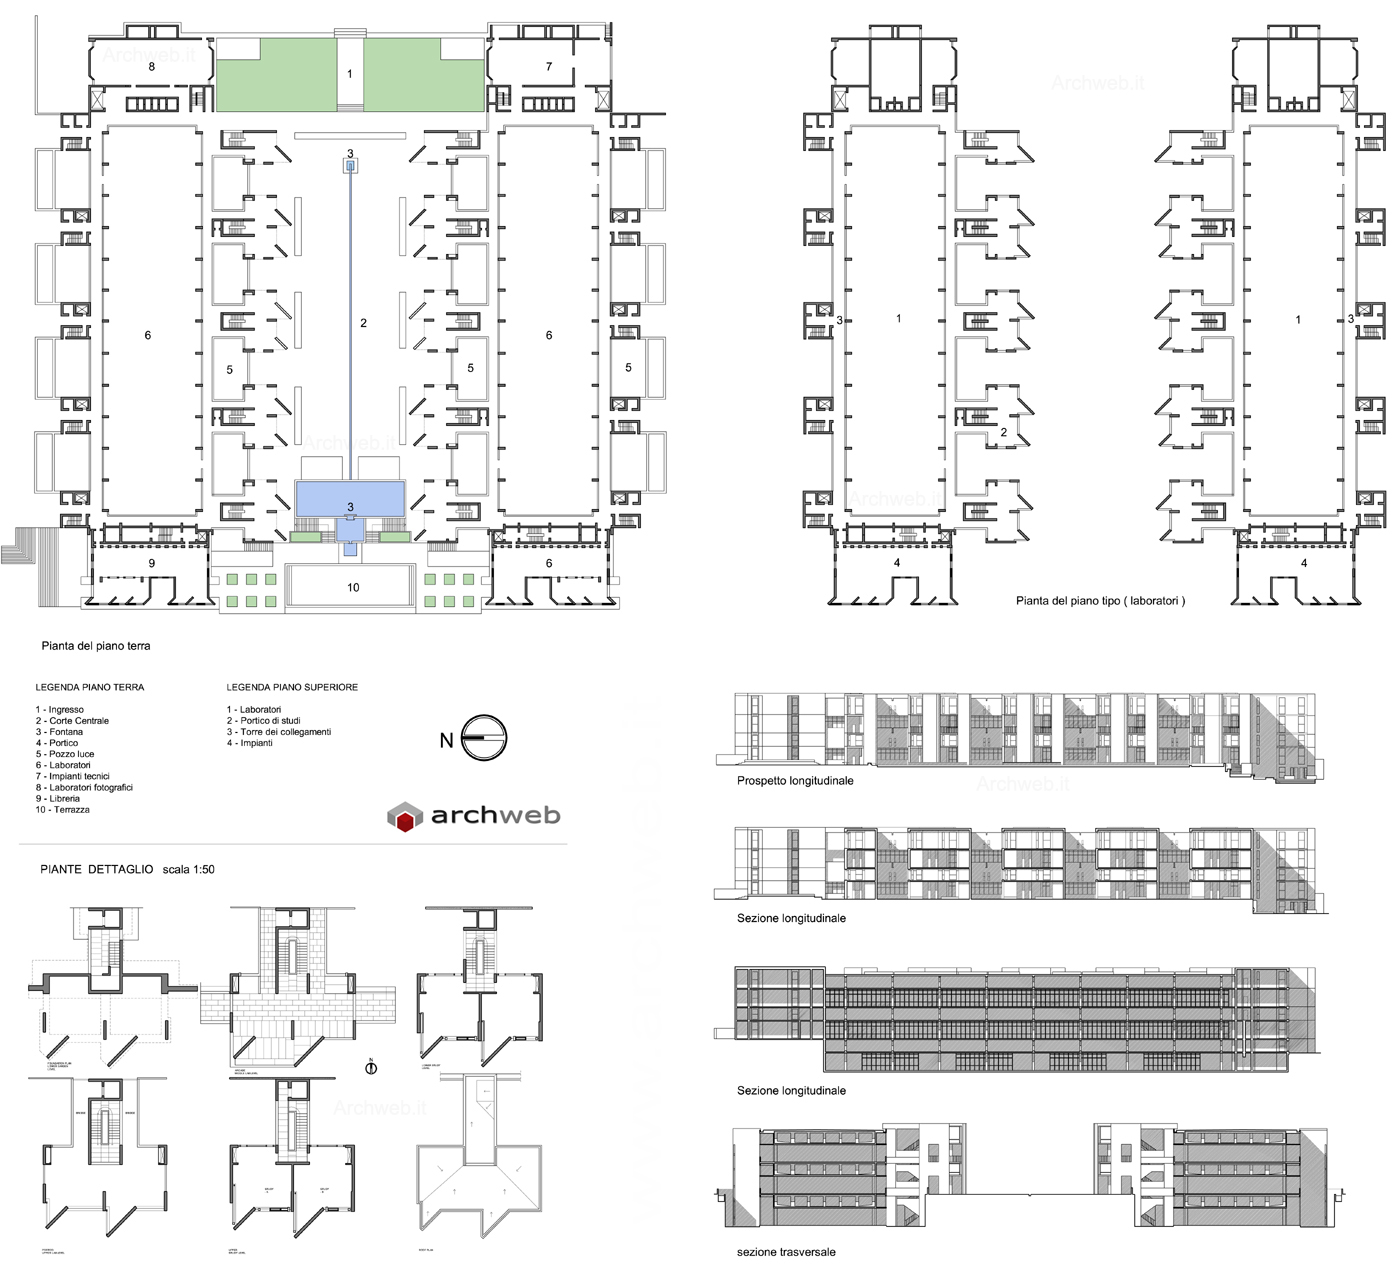 Archweb.it
Archweb.it
8
1
7
3
6
2
6
5
5
5
Archweb.it
3
9
10
6
3
1
1
3
2
Archweb.it
4
4
Pianta del piano tipo ( laboratori )
Pianta del piano terra
LEGENDA PIANO TERRA
1 - Ingresso
2 - Corte Centrale
3 - Fontana
4 - Portico
5 - Pozzo luce
6 - Laboratori
7 - Impianti tecnici
8 - Laboratori fotografici
9 - Libreria
10 - Terrazza
LEGENDA PIANO SUPERIORE
1 - Laboratori
2 - Portico di studi
3 - Torre dei collegamenti
4 - Impianti
N
archweb
PIANTE DETTAGLIO scala 1:50
N
Archweb.it
Prospetto longitudinale
Archweb.it
Sezione longitudinale
Sezione longitudinale
sezione trasversale